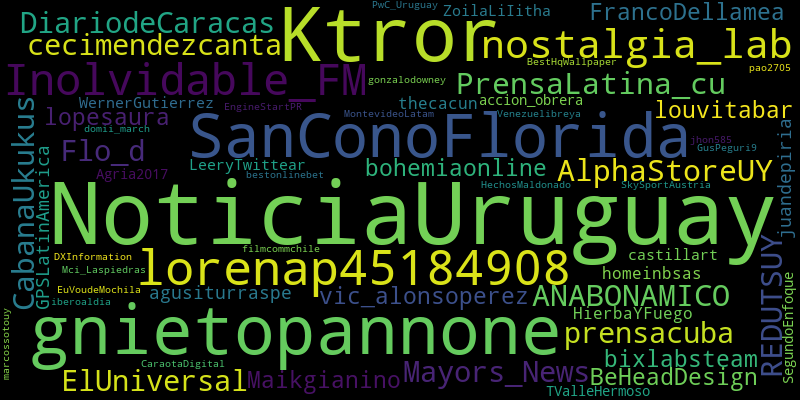 PwC_Uruguay
ZoilaLiIitha
FrancoDellamea
DiariodeCaracas
Ktror
cecimendezcanta
nostalgia_lab
BestHqWallpaper
pao2705
Inolvidable_FM
gonzalodowney
PrensaLatina_cu
WernerGutierrez
EngineStartPR
thecacun
accion_obrera
louvitabar
lopesaura
MontevideoLatam
Venezuelibreya
domii_march
SanConoFlorida
jhon585
GusPeguri9
juandepiria
CabanaUkukus
GPSLatinAmerica
Flo_d
LeeryTwittear
bohemiaonline
AlphaStoreUY
Agria2017
bestonlinebet
HechosMaldonado
SkySportAustria
NoticiaUruguay
filmcommchile
DXInformation
Mci_Laspiedras
lorenap45184908
castillart
homeinbsas
REDUTSUY
SegundoEnfoque
EuVoudeMochila
iberoaldia
agusiturraspe
vic_alonsoperez
ANABONAMICO
marcossotouy
gnietopannone
HierbaYFuego
prensacuba
CaraotaDigital
bixlabsteam
ElUniversal
Maikgianino
Mayors_News
BeHeadDesign
TValleHermoso